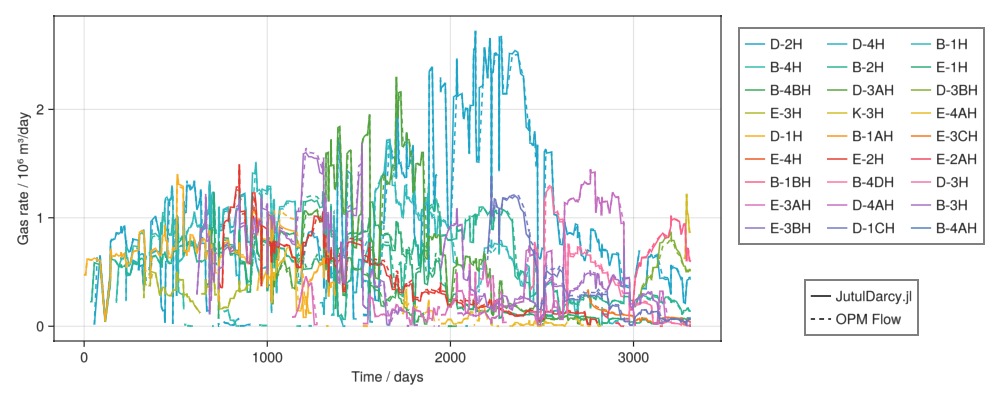 Gas rate / 10⁶ m³/day
2
1
0
0 1000 2000 3000
Time / days
D-2H D-4H B-1H
B-4H B-2H E-1H
B-4BH D-3AH D-3BH
E-3H K-3H E-4AH
D-1H B-1AH E-3CH
E-4H E-2H E-2AH
B-1BH B-4DH D-3H
E-3AH D-4AH B-3H
E-3BH D-1CH B-4AH
JutulDarcy.jl
OPM Flow